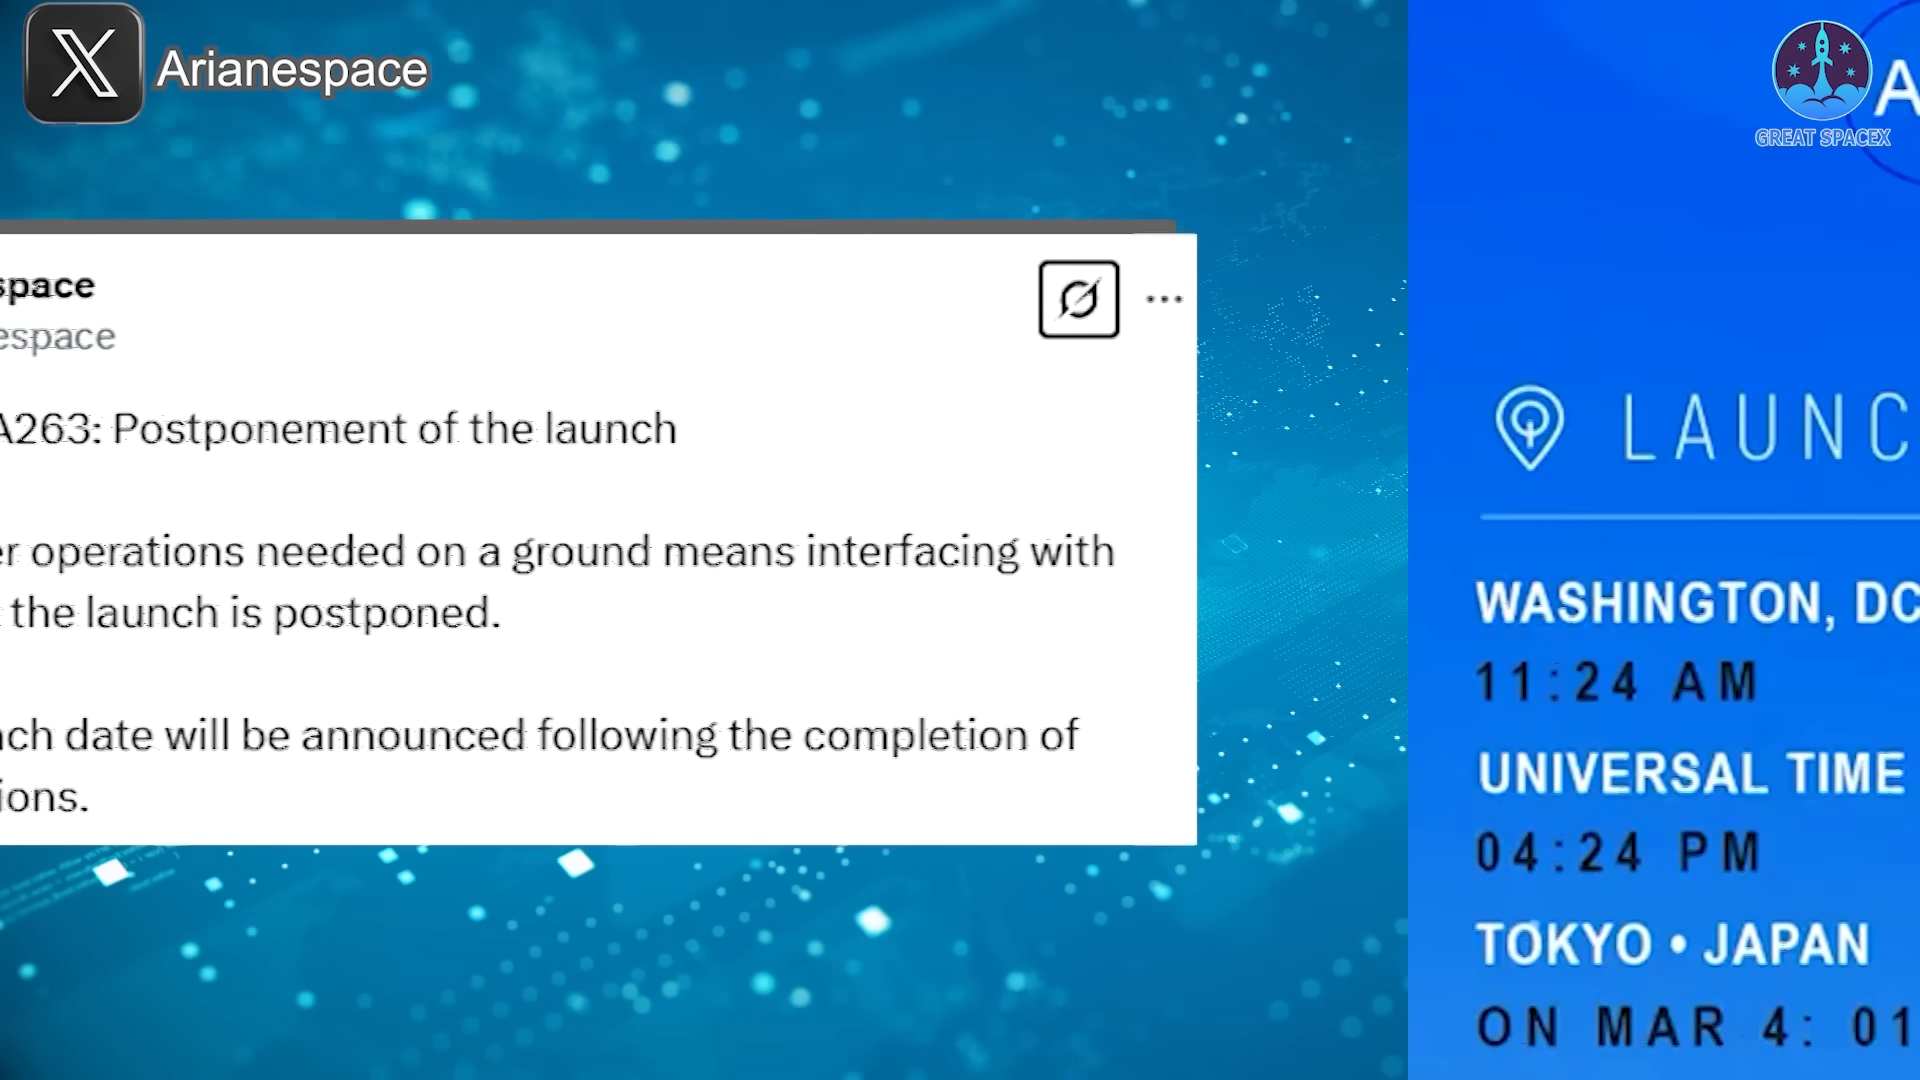 X Arianespace
space
espace
A263: Postponement of the launch
er operations needed on a ground means interfacing with
the launch is postponed.
nch date will be announced following the completion of
ions.
A
GREAT SPACEX
LAUNC
WASHINGTON, DC
11:24 AM
UNIVERSAL TIME
04:24 PM
TOKYO • JAPAN
ON MAR 4: 01